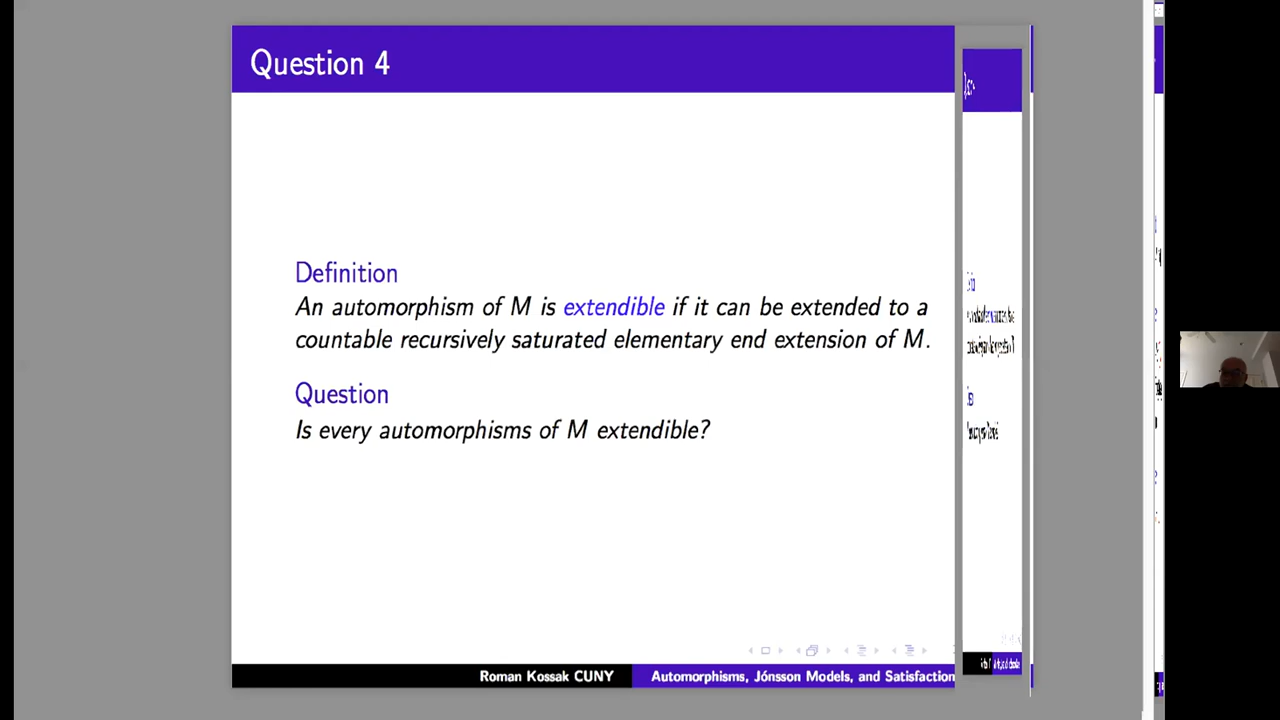 Question 4
Definition
An automorphism of M is extendible if it can be extended to a
countable recursively saturated elementary end extension of M.
Question
Is every automorphisms of M extendible?
Roman Kossak CUNY Automorphisms, Jónsson Models, and Satisfaction